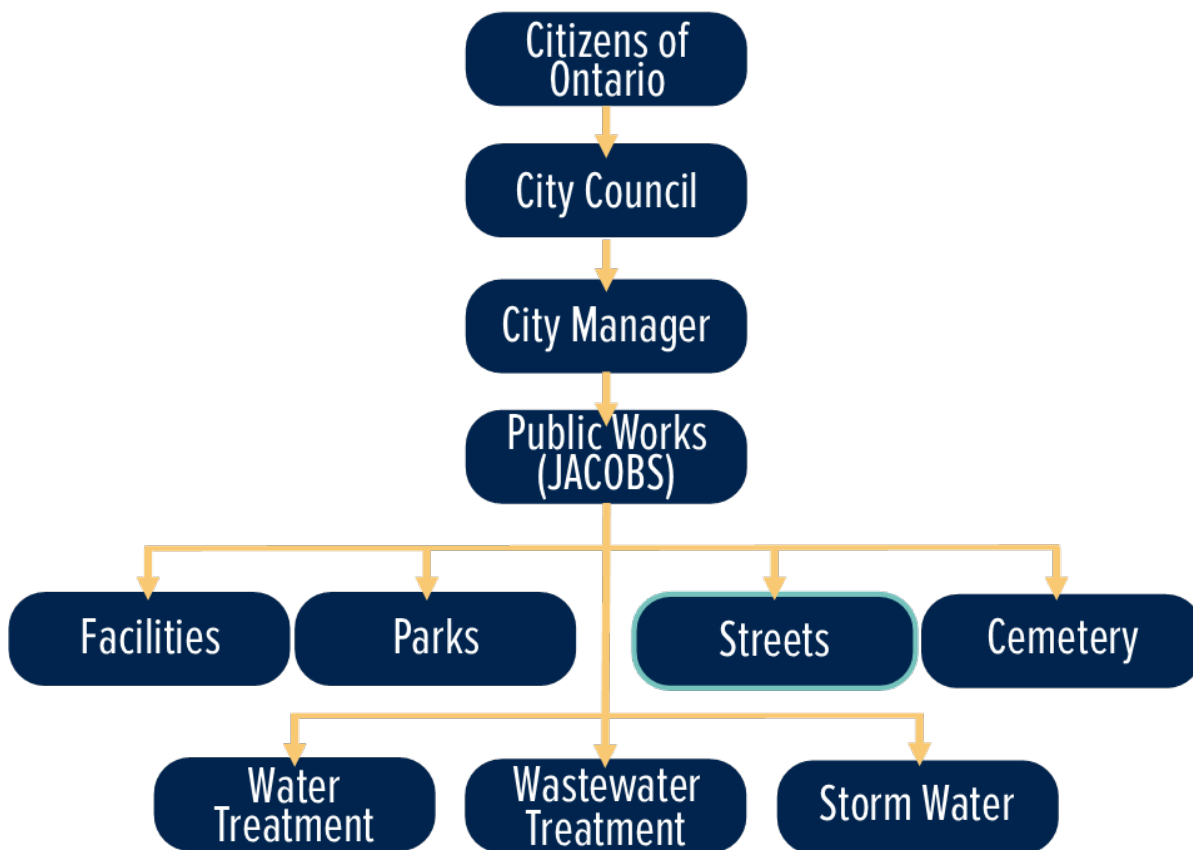 Citizens of
Ontario
City Council
City Manager
Public Works
(JACOBS)
Facilities
Parks
Streets
Cemetery
Water
Treatment
Wastewater
Treatment
Storm Water